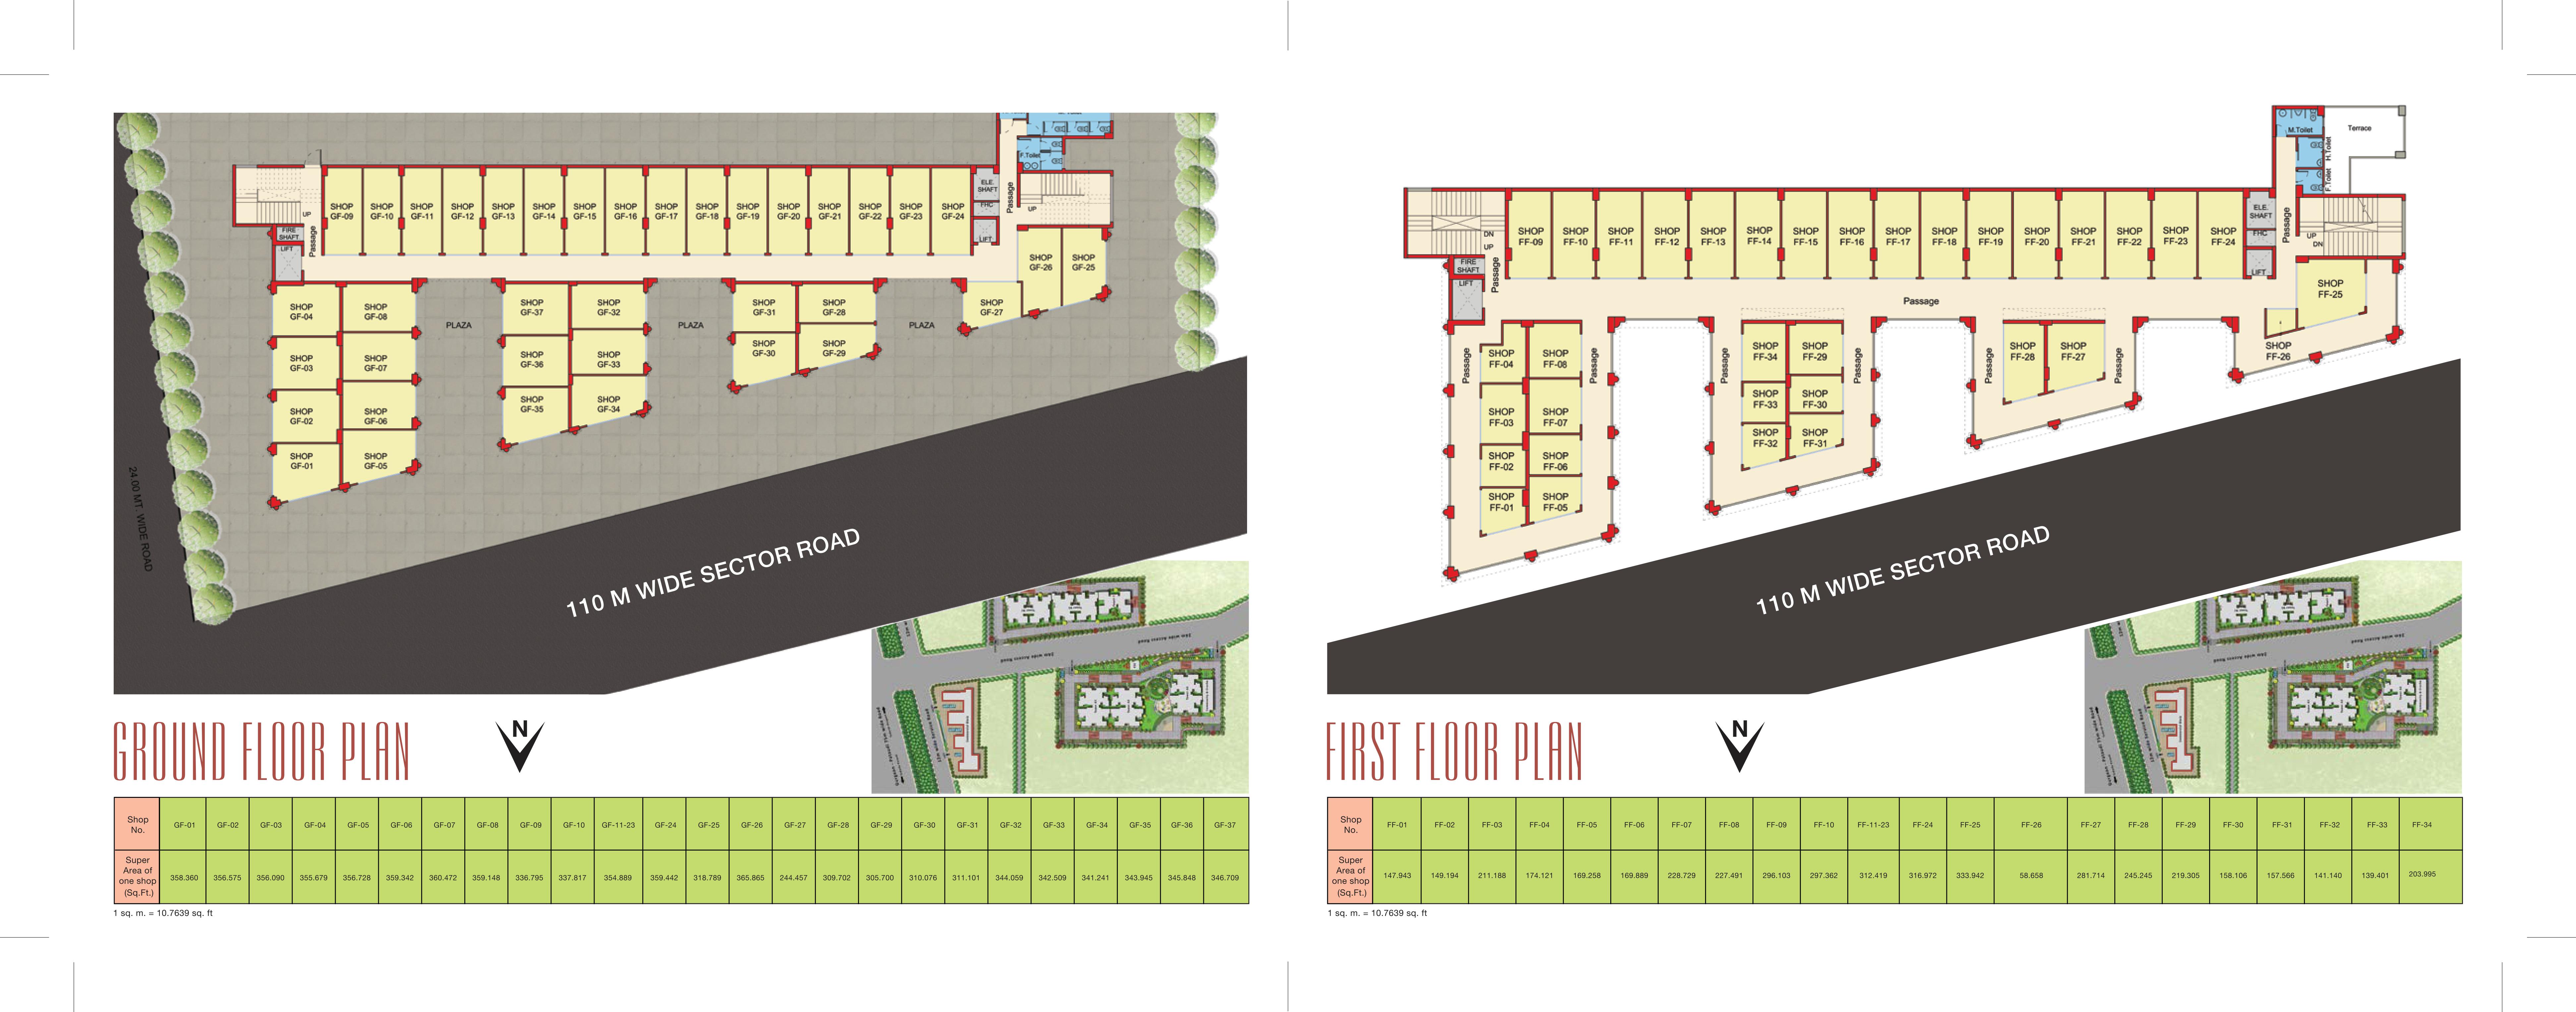 M.Toilet
Terrace
H.Toilet
F.Toilet
F.Toilet
ELE.
SHAFT
FHC
LIFT
Passage
UP
UP
FIRE
SHAFT
LIFT
Passage
SHOP
GF-09
SHOP
GF-10
SHOP
GF-11
SHOP
GF-12
SHOP
GF-13
SHOP
GF-14
SHOP
GF-15
SHOP
GF-16
SHOP
GF-17
SHOP
GF-18
SHOP
GF-19
SHOP
GF-20
SHOP
GF-21
SHOP
GF-22
SHOP
GF-23
SHOP
GF-24
SHOP
GF-26
SHOP
GF-25
SHOP
GF-27
SHOP
GF-04
SHOP
GF-08
PLAZA
SHOP
GF-37
SHOP
GF-32
PLAZA
SHOP
GF-31
SHOP
GF-28
PLAZA
SHOP
GF-03
SHOP
GF-07
SHOP
GF-36
SHOP
GF-33
SHOP
GF-30
SHOP
GF-29
SHOP
GF-02
SHOP
GF-06
SHOP
GF-35
SHOP
GF-34
SHOP
GF-01
SHOP
GF-05
24.00 MT. WIDE ROAD
110 M WIDE SECTOR ROAD
24m wide Access Road
24m wide Access Road
GROUND FLOOR PLAN
N
Shop No. GF-01 GF-02 GF-03 GF-04 GF-05 GF-06 GF-07 GF-08 GF-09 GF-10 GF-11-23 GF-24 GF-25 GF-26 GF-27 GF-28 GF-29 GF-30 GF-31 GF-32 GF-33 GF-34 GF-35 GF-36 GF-37
Super Area of one shop (Sq.Ft.) 358.360 356.575 356.090 355.679 356.728 359.342 360.472 359.148 336.795 337.817 354.889 359.442 318.789 365.865 244.457 309.702 305.700 310.076 311.101 344.059 342.509 341.241 343.945 345.848 346.709
1 sq. m. = 10.7639 sq. ft
DN
UP
FIRE
SHAFT
LIFT
Passage
SHOP
FF-09
SHOP
FF-10
SHOP
FF-11
SHOP
FF-12
SHOP
FF-13
SHOP
FF-14
SHOP
FF-15
SHOP
FF-16
SHOP
FF-17
SHOP
FF-18
SHOP
FF-19
SHOP
FF-20
SHOP
FF-21
SHOP
FF-22
SHOP
FF-23
SHOP
FF-24
ELE.
SHAFT
FHC
LIFT
Passage
UP
DN
SHOP
FF-25
SHOP
FF-26
Passage
Passage
SHOP
FF-04
SHOP
FF-08
Passage
Passage
SHOP
FF-34
SHOP
FF-29
Passage
Passage
SHOP
FF-28
SHOP
FF-27
Passage
SHOP
FF-03
SHOP
FF-07
SHOP
FF-33
SHOP
FF-30
SHOP
FF-02
SHOP
FF-06
SHOP
FF-32
SHOP
FF-31
SHOP
FF-01
SHOP
FF-05
110 M WIDE SECTOR ROAD
24m wide Access Road
24m wide Access Road
FIRST FLOOR PLAN
N
Shop No. FF-01 FF-02 FF-03 FF-04 FF-05 FF-06 FF-07 FF-08 FF-09 FF-10 FF-11-23 FF-24 FF-25 FF-26 FF-27 FF-28 FF-29 FF-30 FF-31 FF-32 FF-33 FF-34
Super Area of one shop (Sq.Ft.) 147.943 149.194 211.188 174.121 169.258 169.889 228.729 227.491 296.103 297.362 312.419 316.972 333.942 58.658 281.714 245.245 219.305 158.106 157.566 141.140 139.401 203.995
1 sq. m. = 10.7639 sq. ft